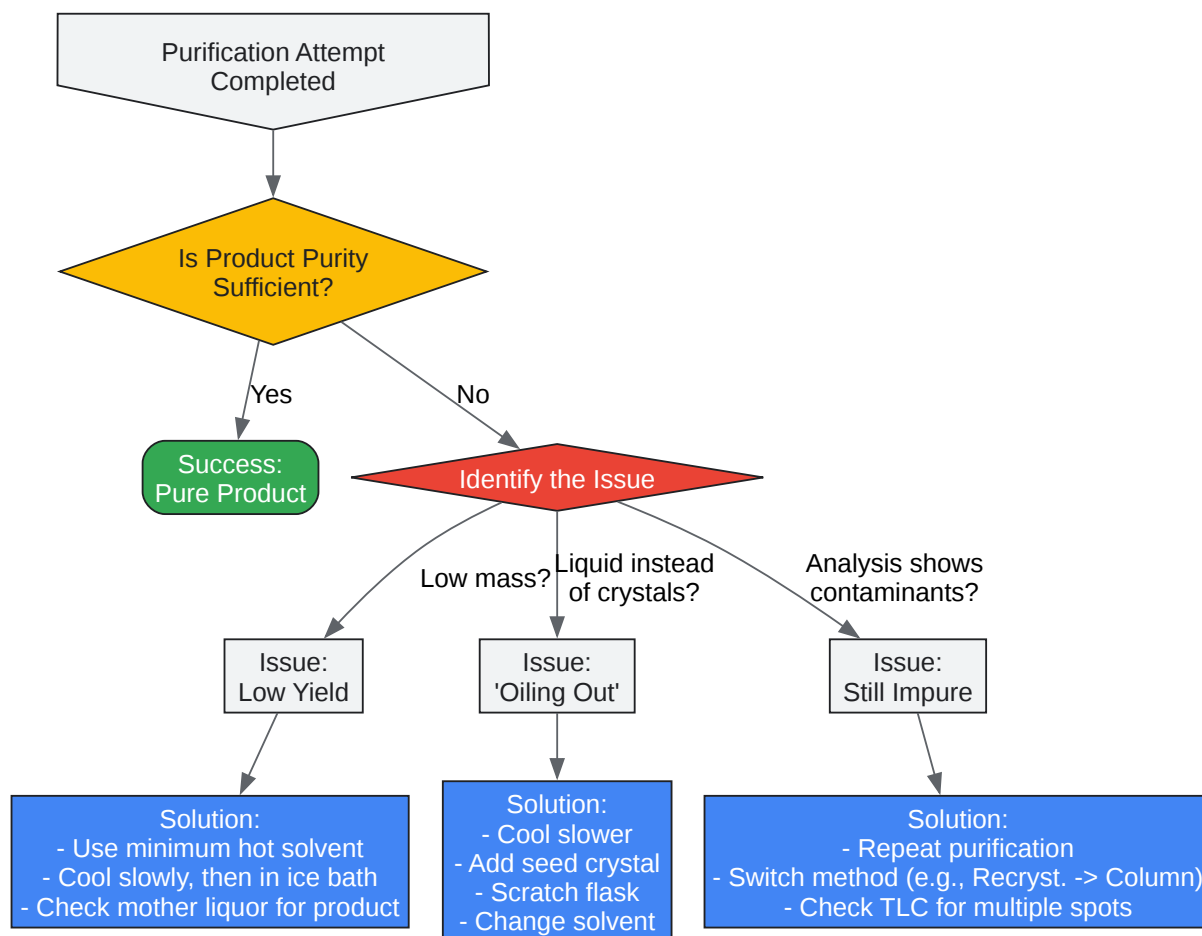 Purification Attempt
Completed
Is Product Purity
Sufficient?
Yes
No
Success:
Pure Product
Identify the Issue
Low mass?
Liquid instead
of crystals?
Analysis shows
contaminants?
Issue:
Low Yield
Issue:
'Oiling Out'
Issue:
Still Impure
Solution:
- Use minimum hot solvent
- Cool slowly, then in ice bath
- Check mother liquor for product
Solution:
- Cool slower
- Add seed crystal
- Scratch flask
- Change solvent
Solution:
- Repeat purification
- Switch method (e.g., Recryst. -> Column)
- Check TLC for multiple spots